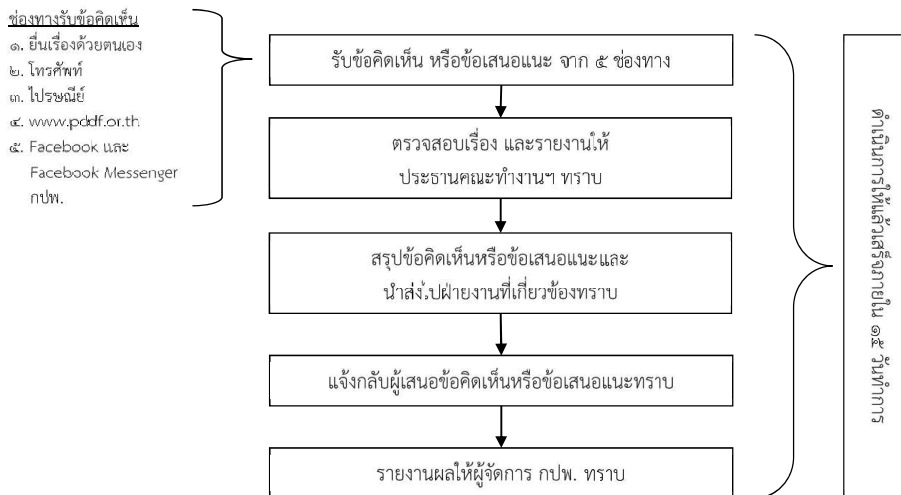 ช่องทางรับข้อคิดเห็น
๑. ยื่นเรื่องด้วยตนเอง
๒. โทรศัพท์
๓. ไปรษณีย์
๔. www.pddf.or.th
๕. Facebook และ
Facebook Messenger
กปพ.
รับข้อคิดเห็น หรือข้อเสนอแนะ จาก ๕ ช่องทาง
ตรวจสอบเรื่อง และรายงานให้
ประธานคณะทำงานฯ ทราบ
สรุปข้อคิดเห็นหรือข้อเสนอแนะและ
นำส่งไปฝ่ายงานที่เกี่ยวข้องทราบ
แจ้งกลับผู้เสนอข้อคิดเห็นหรือข้อเสนอแนะทราบ
รายงานผลให้ผู้จัดการ กปพ. ทราบ
ดำเนินการให้แล้วเสร็จภายใน ๑๕ วันทำการ